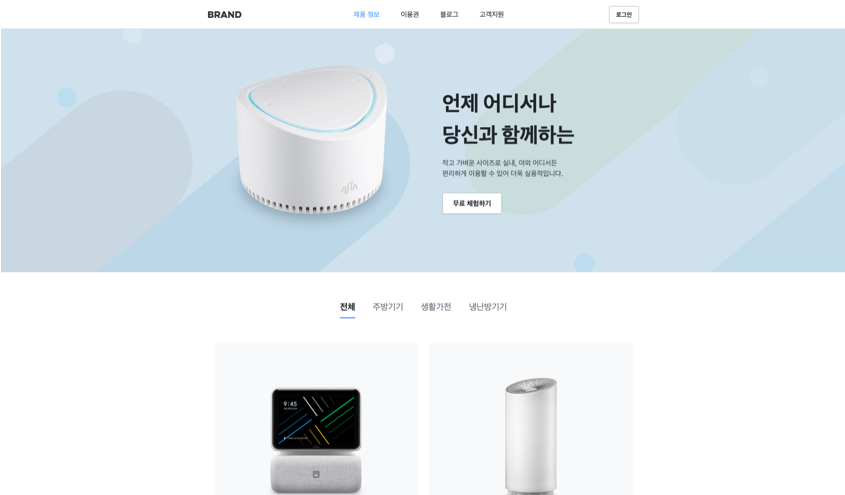 BRAND
제품 정보
이용권
블로그
고객지원
로그인
언제 어디서나
당신과 함께하는
작고 가벼운 사이즈로 실내, 야외 어디서든
편리하게 이용할 수 있어 더욱 실용적입니다.
무료 체험하기
전체
주방기기
생활가전
냉난방기기
9:45